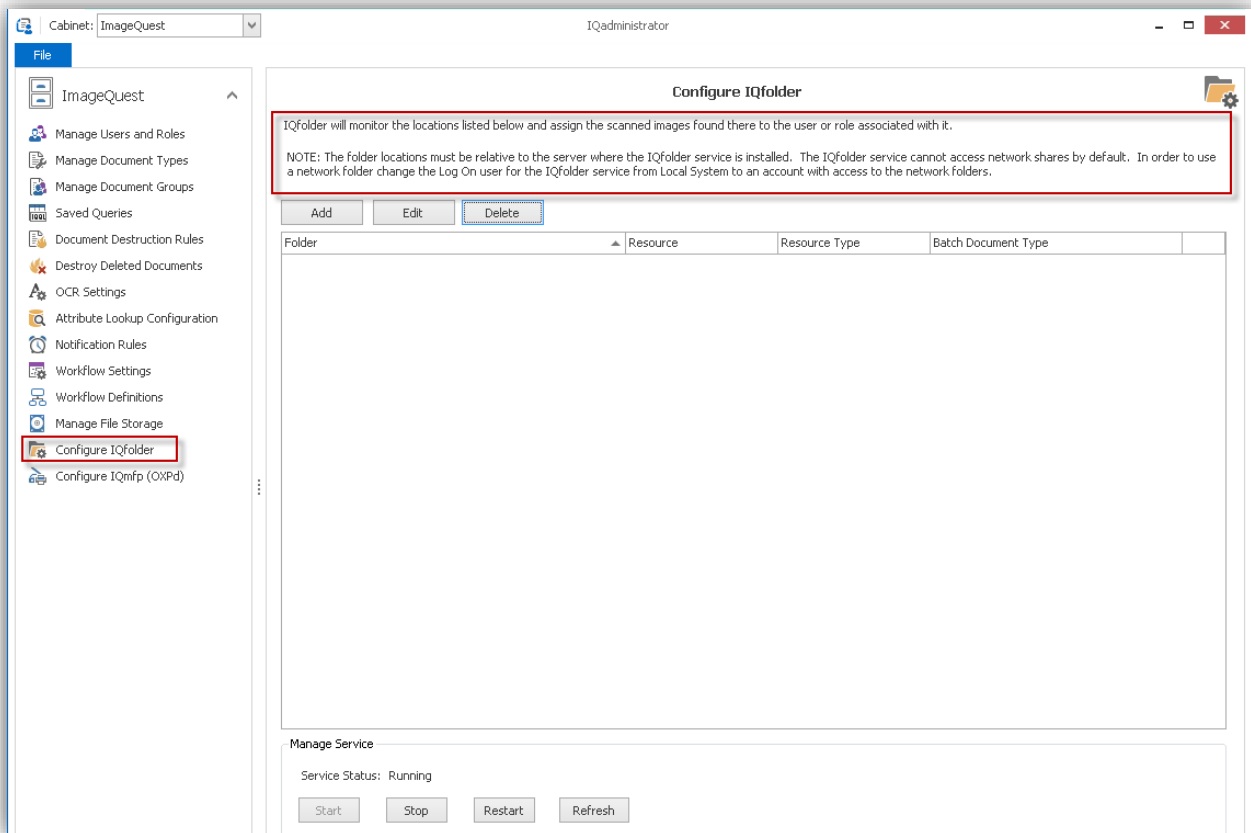 Cabinet: ImageQuest
IQadministrator
File
ImageQuest
Manage Users and Roles
Manage Document Types
Manage Document Groups
Saved Queries
Document Destruction Rules
Destroy Deleted Documents
OCR Settings
Attribute Lookup Configuration
Notification Rules
Workflow Settings
Workflow Definitions
Manage File Storage
Configure IQfolder
Configure IQmfp (OXPd)
Configure IQfolder
IQfolder will monitor the locations listed below and assign the scanned images found there to the user or role associated with it.
NOTE: The folder locations must be relative to the server where the IQfolder service is installed. The IQfolder service cannot access network shares by default. In order to use
a network folder change the Log On user for the IQfolder service from Local System to an account with access to the network folders.
Add Edit Delete
Folder Resource Resource Type Batch Document Type
Manage Service
Service Status: Running
Start Stop Restart Refresh